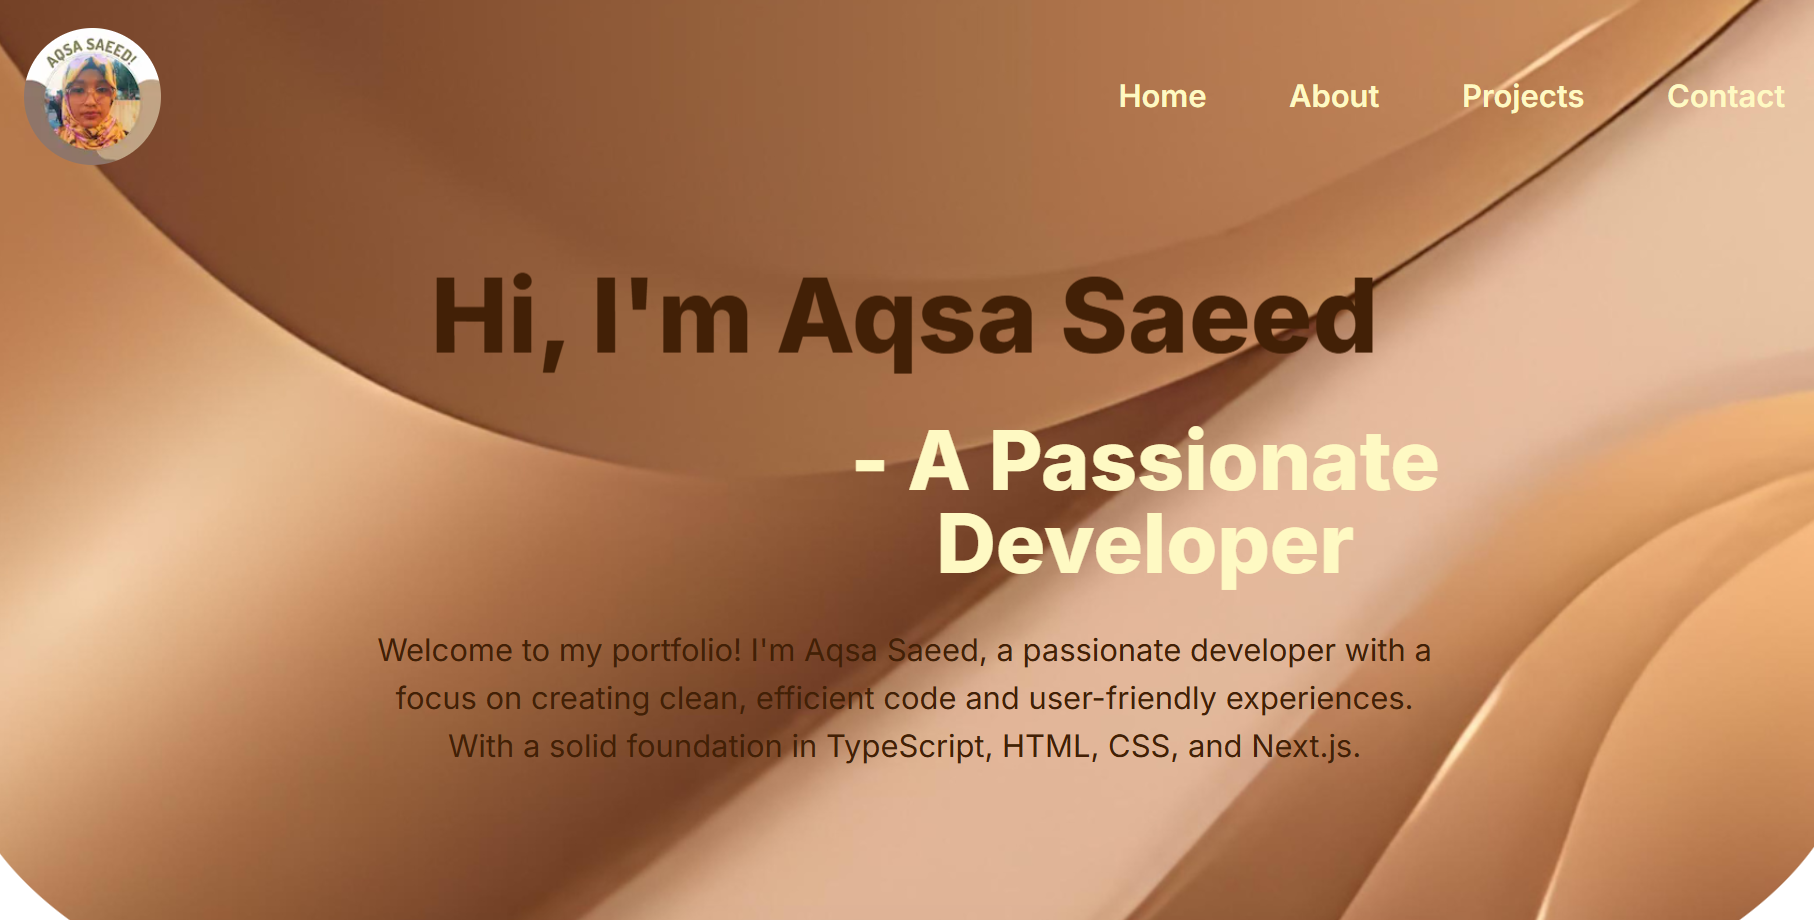 AQSA SAEED!
Home About Projects Contact
Hi, I'm Aqsa Saeed
- A Passionate
Developer
Welcome to my portfolio! I'm Aqsa Saeed, a passionate developer with a
focus on creating clean, efficient code and user-friendly experiences.
With a solid foundation in TypeScript, HTML, CSS, and Next.js.